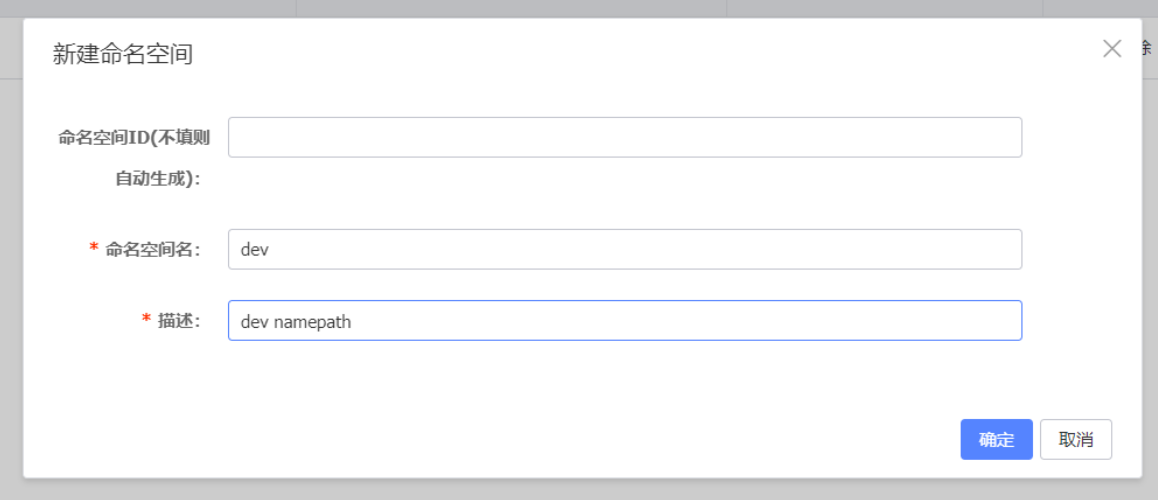 新建命名空间
除
命名空间ID(不填则
自动生成):
* 命名空间名:
dev
* 描述:
dev namepath
确定
取消